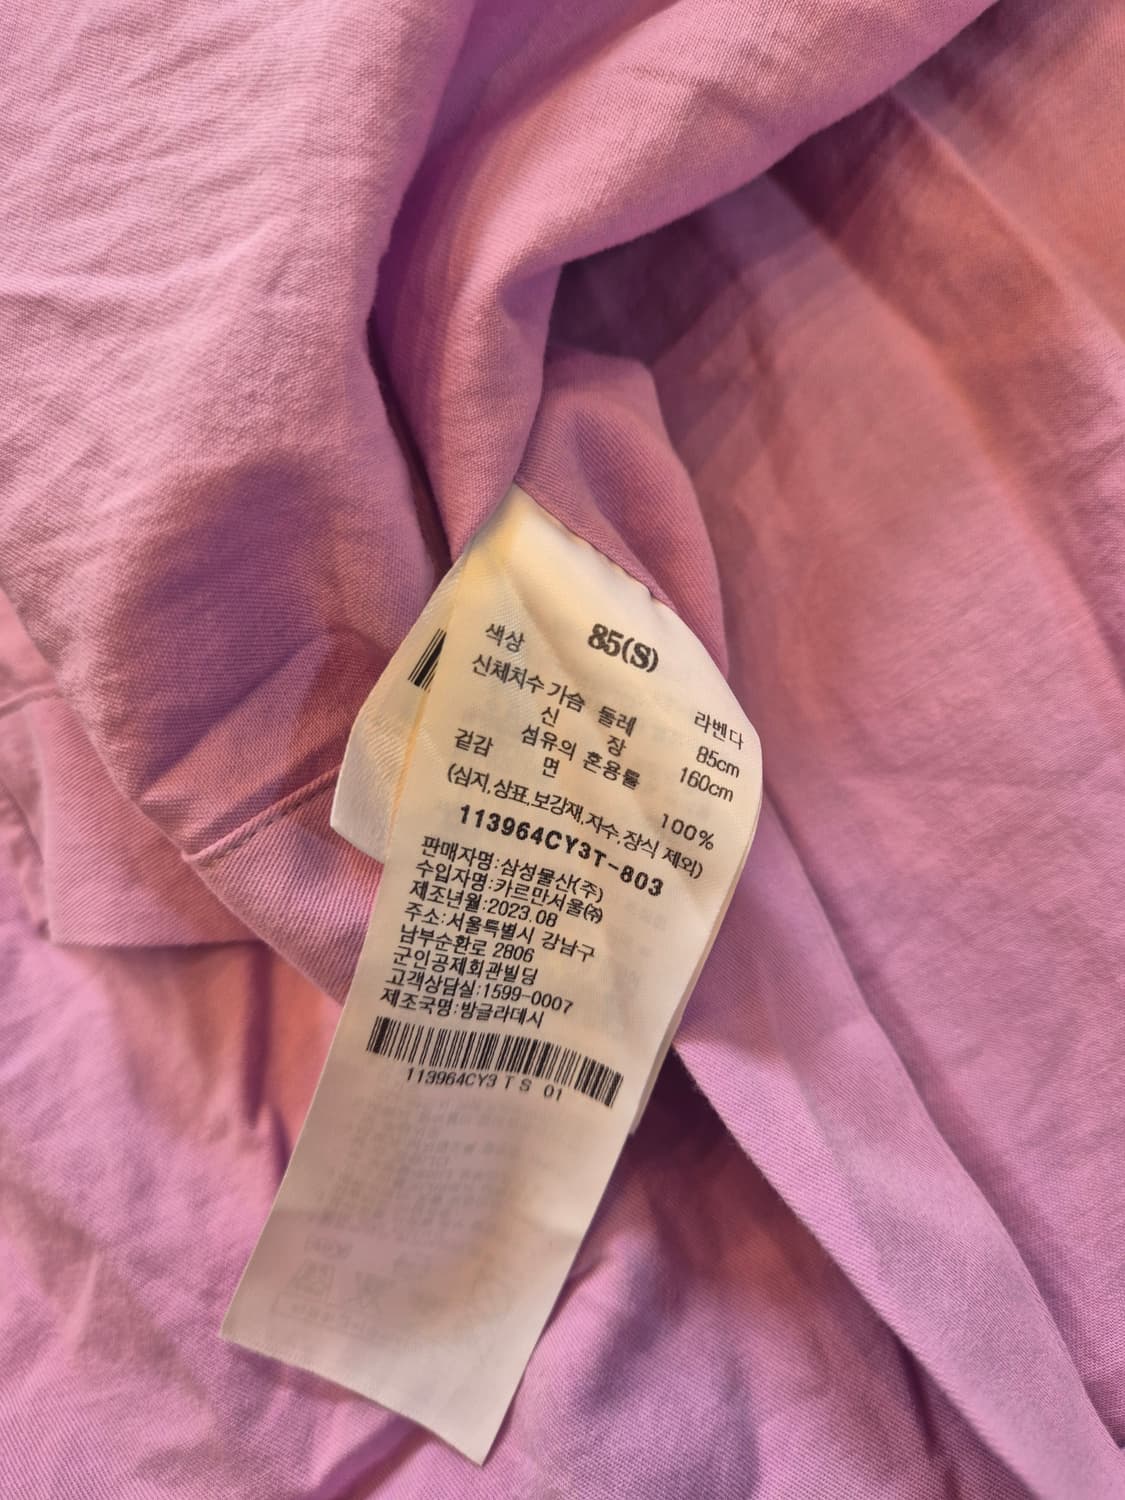 85(S)
색상 라벤다
신체치수 가슴 둘레 85cm
신 장 160cm
섬유의 혼용률
겉감 면 100%
(심지,상표,보강재,자수,장식 제외)
113964CY3T-803
판매자명:삼성물산(주)
수입자명:카르만서울㈜
제조년월:2023.08
주소:서울특별시 강남구
남부순환로 2806
군인공제회관빌딩
고객상담실:1599-0007
제조국명:방글라데시
113964CY3 T S 01